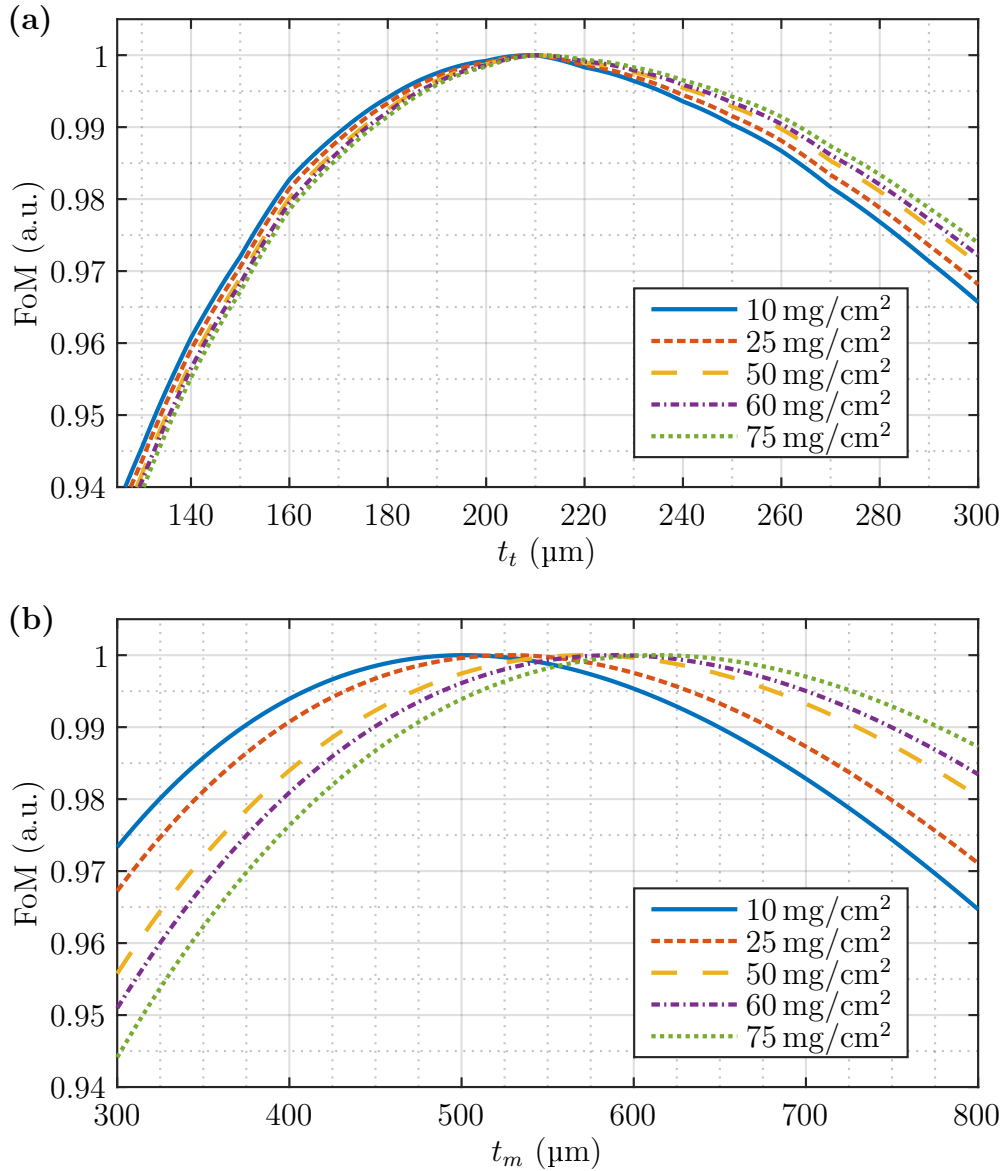 (a)
1
0.99
0.98
0.97
0.96
0.95
0.94
FoM (a.u.)
10 mg/cm²
25 mg/cm²
50 mg/cm²
60 mg/cm²
75 mg/cm²
140 160 180 200 220 240 260 280 300
t_t (µm)
(b)
1
0.99
0.98
0.97
0.96
0.95
0.94
FoM (a.u.)
10 mg/cm²
25 mg/cm²
50 mg/cm²
60 mg/cm²
75 mg/cm²
300 400 500 600 700 800
t_m (µm)